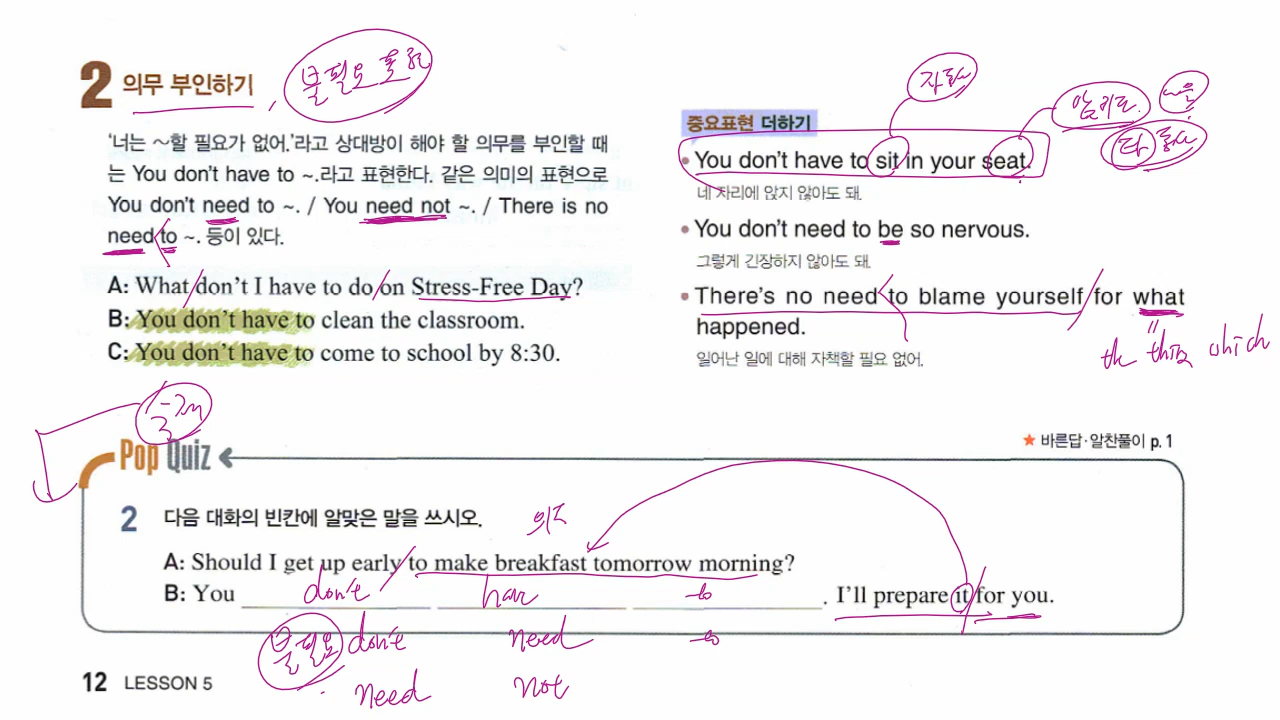 2 의무 부인하기
불필요 표현
'너는 ~할 필요가 없어.'라고 상대방이 해야 할 의무를 부인할 때
는 You don't have to ~.라고 표현한다. 같은 의미의 표현으로
You don't need to ~. / You need not ~. / There is no
need to ~. 등이 있다.
A: What don't I have to do on Stress-Free Day?
B: You don't have to clean the classroom.
C: You don't have to come to school by 8:30.
자동사
앉히다
~을
타 동사
중요표현 더하기
• You don't have to sit in your seat.
네 자리에 앉지 않아도 돼.
• You don't need to be so nervous.
그렇게 긴장하지 않아도 돼.
• There's no need to blame yourself for what
happened.
일어난 일에 대해 자책할 필요 없어.
which
Pop Quiz
★ 바른답·알찬풀이 p. 1
2 다음 대화의 빈칸에 알맞은 말을 쓰시오.
A: Should I get up early to make breakfast tomorrow morning?
B: You don't have to . I'll prepare it for you.
불필요 don't need to
need not
12 LESSON 5